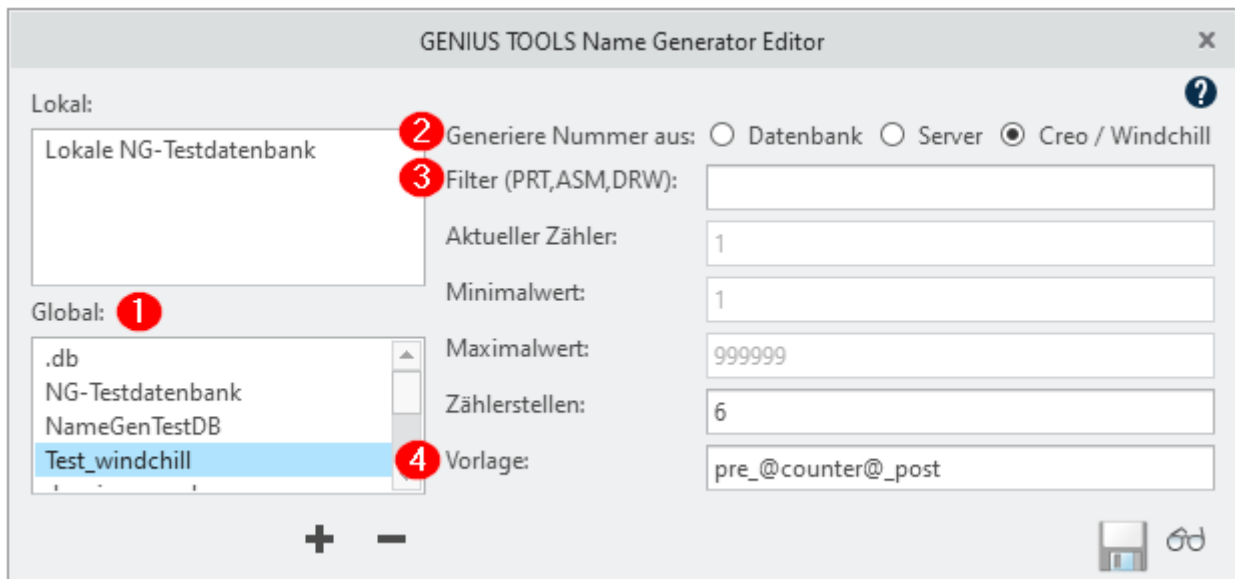 GENIUS TOOLS Name Generator Editor
×
?
Lokal:
Lokale NG-Testdatenbank
Global: 1
.db
NG-Testdatenbank
NameGenTestDB
Test_windchill
2 Generiere Nummer aus: Datenbank Server Creo / Windchill
3 Filter (PRT,ASM,DRW):
Aktueller Zähler: 1
Minimalwert: 1
Maximalwert: 999999
Zählerstellen: 6
4 Vorlage: pre_@counter@_post